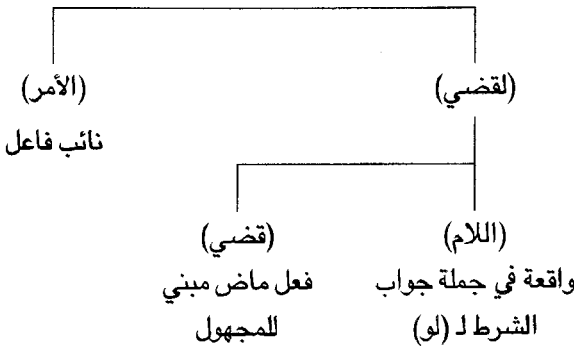 (لقضي)
(الأمر)
نائب فاعل
(اللام)
واقعة في جملة جواب
الشرط لـ (لو)
(قضي)
فعل ماض مبني
للمجهول